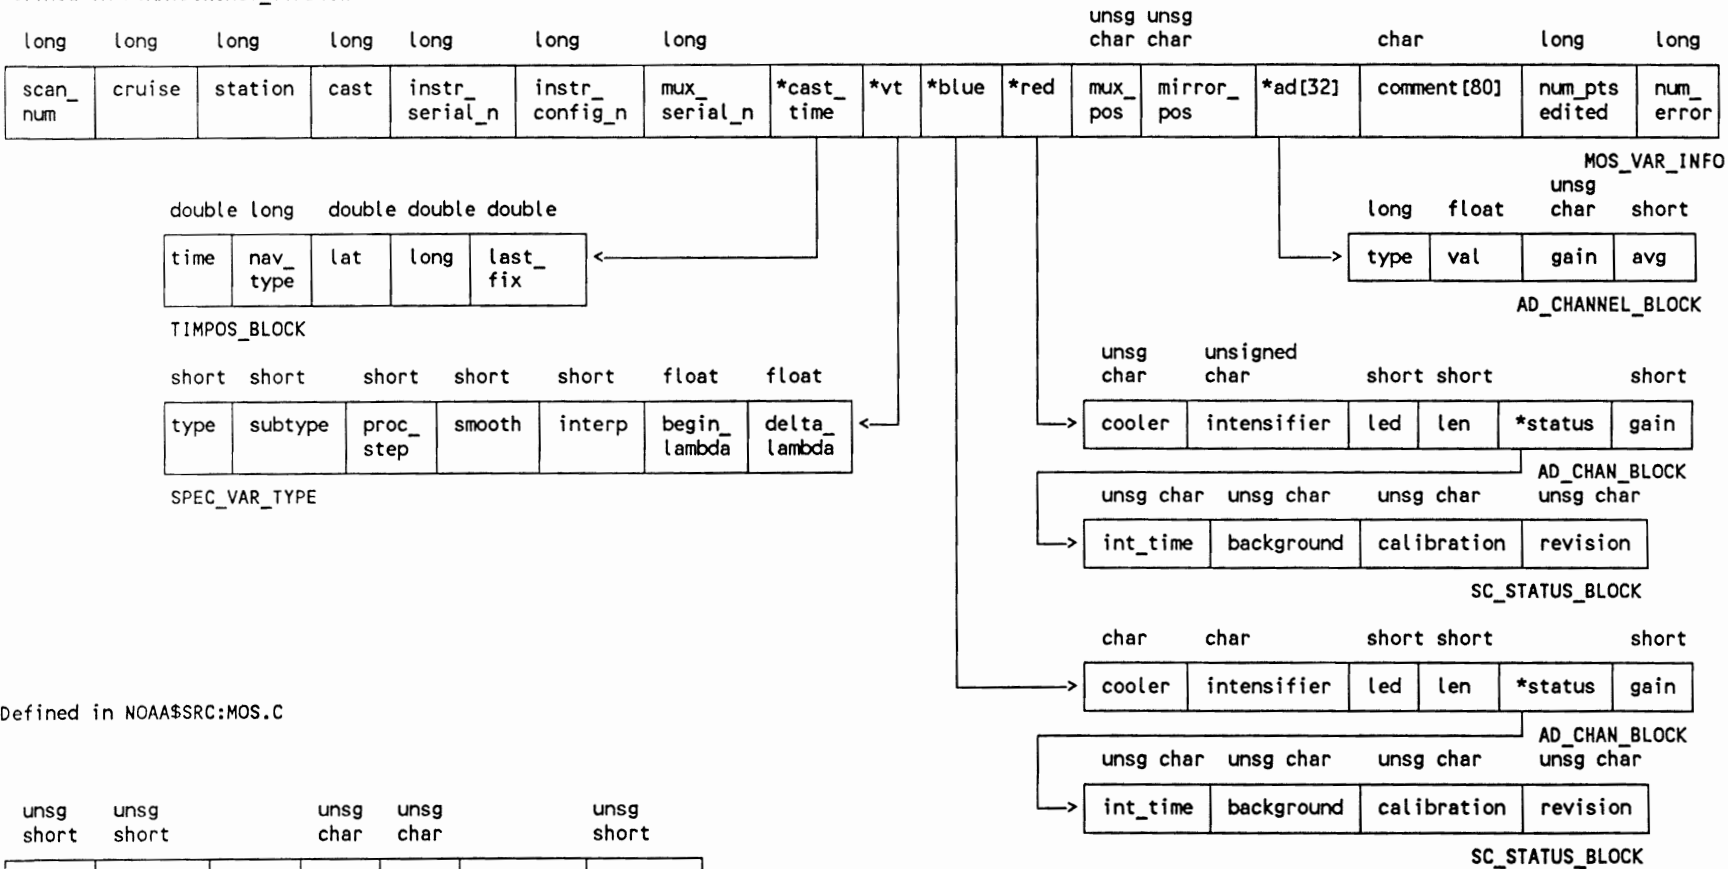 unsg unsg
long long long long long long long char char char long long
scan_ cruise station cast instr_ instr_ mux_ *cast_ *vt *blue *red mux_ mirror_ *ad[32] comment[80] num_pts num_
num serial_n config_n serial_n time pos pos edited error
MOS_VAR_INFO
unsg
double long double double double long float char short
time nav_ lat long last_ type val gain avg
type fix
AD_CHANNEL_BLOCK
TIMPOS_BLOCK
unsg unsigned
short short short short short float float char char short short short
type subtype proc_ smooth interp begin_ delta_ cooler intensifier led len *status gain
step lambda lambda
AD_CHAN_BLOCK
SPEC_VAR_TYPE unsg char unsg char unsg char unsg char
int_time background calibration revision
SC_STATUS_BLOCK
char char short short short
cooler intensifier led len *status gain
Defined in NOAA$SRC:MOS.C
AD_CHAN_BLOCK
unsg char unsg char unsg char unsg char
unsg unsg unsg unsg unsg int_time background calibration revision
short short char char short
SC_STATUS_BLOCK